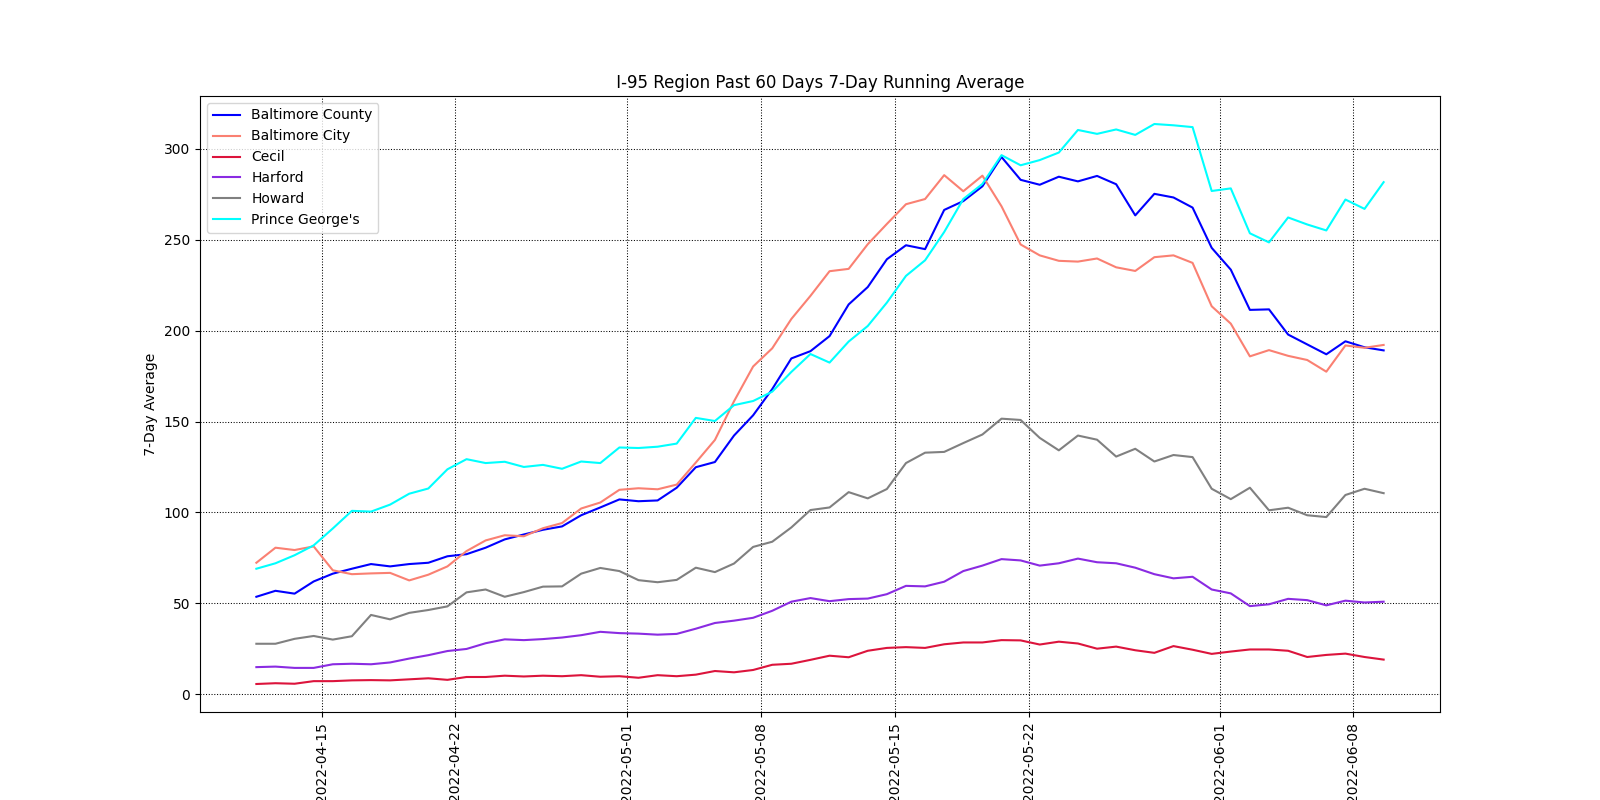 I-95 Region Past 60 Days 7-Day Running Average
Baltimore County
Baltimore City
Cecil
Harford
Howard
Prince George's
7-Day Average
300
250
200
150
100
50
0
2022-04-15
2022-04-22
2022-05-01
2022-05-08
2022-05-15
2022-05-22
2022-06-01
2022-06-08